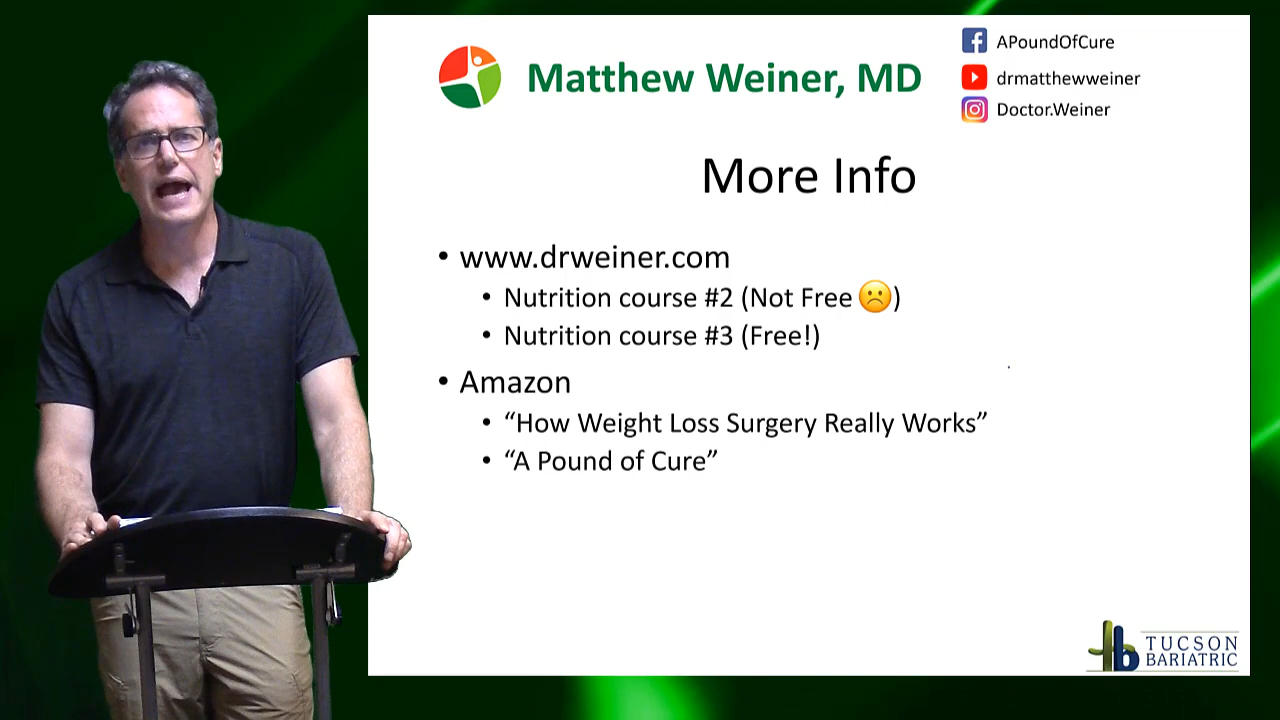 Matthew Weiner, MD
APoundOfCure
drmatthewweiner
Doctor.Weiner
More Info
• www.drweiner.com
• Nutrition course #2 (Not Free ☹️)
• Nutrition course #3 (Free!)
• Amazon
• “How Weight Loss Surgery Really Works”
• “A Pound of Cure”
TUCSON
BARIATRIC